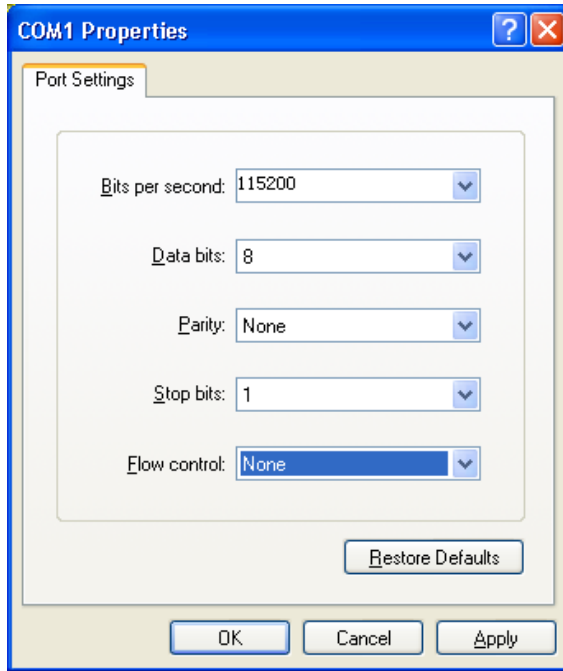 COM1 Properties
Port Settings
Bits per second: 115200
Data bits: 8
Parity: None
Stop bits: 1
Flow control: None
Restore Defaults
OK Cancel Apply